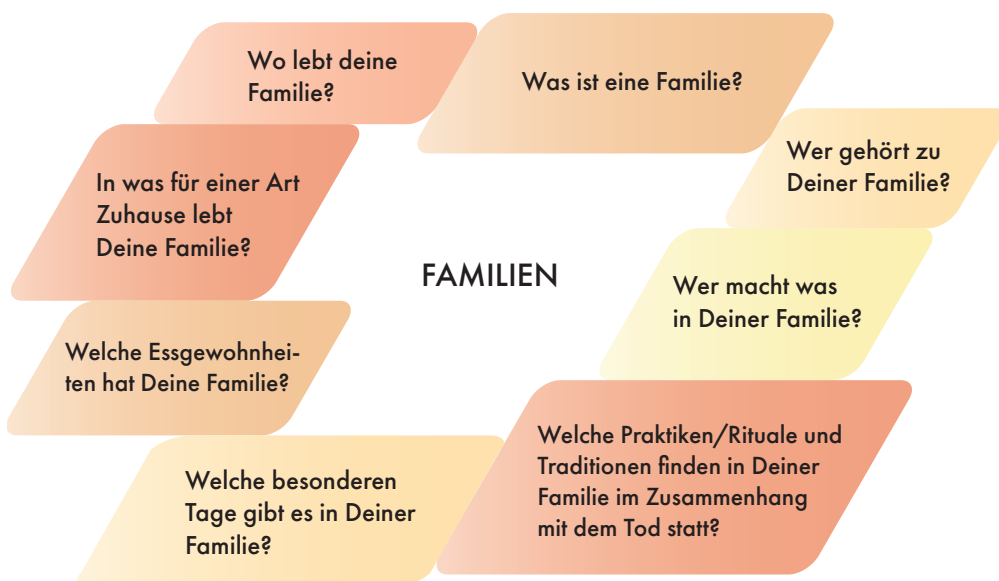 Wo lebt deine
Familie?
Was ist eine Familie?
Wer gehört zu
Deiner Familie?
In was für einer Art
Zuhause lebt
Deine Familie?
FAMILIEN
Wer macht was
in Deiner Familie?
Welche Essgewohnhei-
ten hat Deine Familie?
Welche Praktiken/Rituale und
Traditionen finden in Deiner
Familie im Zusammenhang
mit dem Tod statt?
Welche besonderen
Tage gibt es in Deiner
Familie?